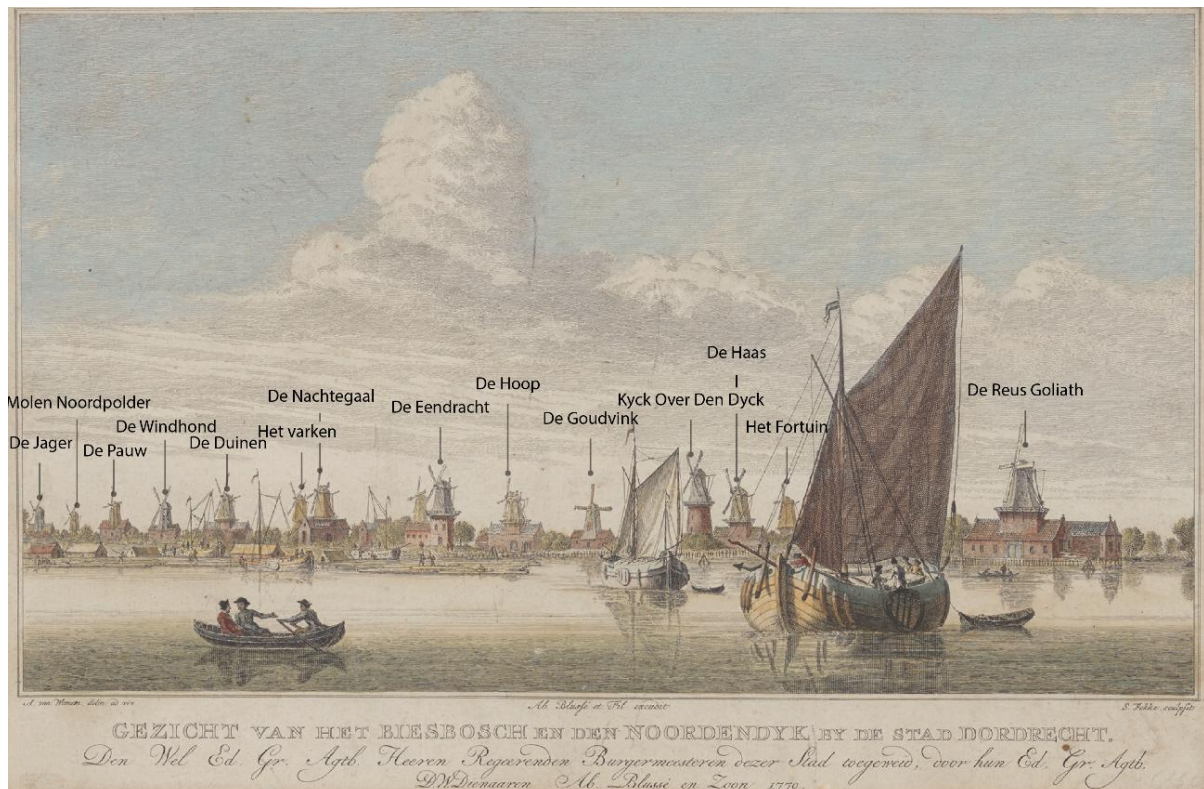 De Haas
De Hoop
De Reus Goliath
De Nachtegaal
Kyck Over Den Dyck
Molen Noordpolder
De Eendracht
De Goudvink
De Windhond
Het varken
Het Fortuin
De Jager
De Pauw
De Duinen
A. van Wanum delin. ad viv.
Ab. Blussé et Fil. excudit
S. Fokke sculpsit
GEZICHT VAN HET BIESBOSCH EN DEN NOORDENDYK BY DE STAD DORDRECHT.
Den Wel Ed. Gr. Agtb. Heeren Regeerenden Burgermeesteren dezer Stad toegeweid, door hun Ed. Gr. Agtb.
D.W. Dienaaren Ab. Blussé en Zoon 1779.